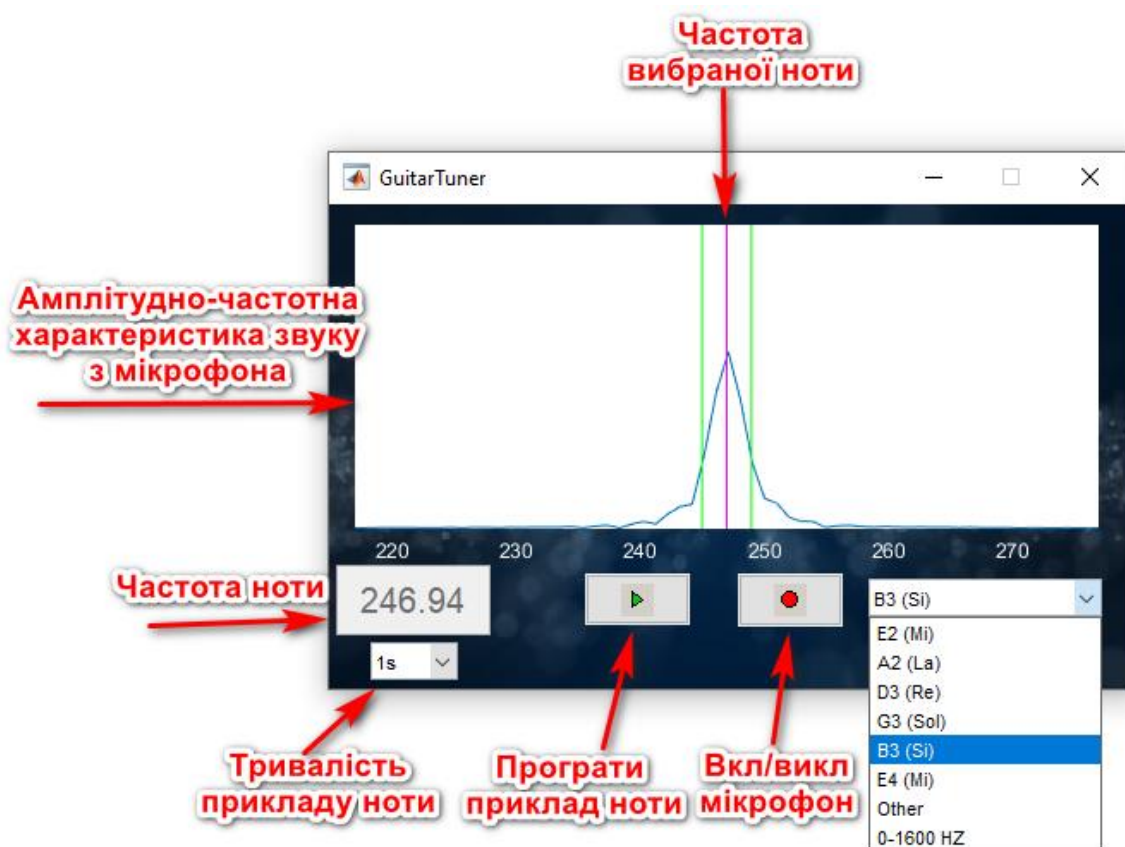 Частота
вибраної ноти
GuitarTuner
Амплітудно-частотна
характеристика звуку
з мікрофона
220 230 240 250 260 270
Частота ноти
246.94
B3 (Si)
1s
E2 (Mi)
A2 (La)
D3 (Re)
G3 (Sol)
B3 (Si)
E4 (Mi)
Other
0-1600 HZ
Тривалість
прикладу ноти
Програти
приклад ноти
Вкл/викл
мікрофон